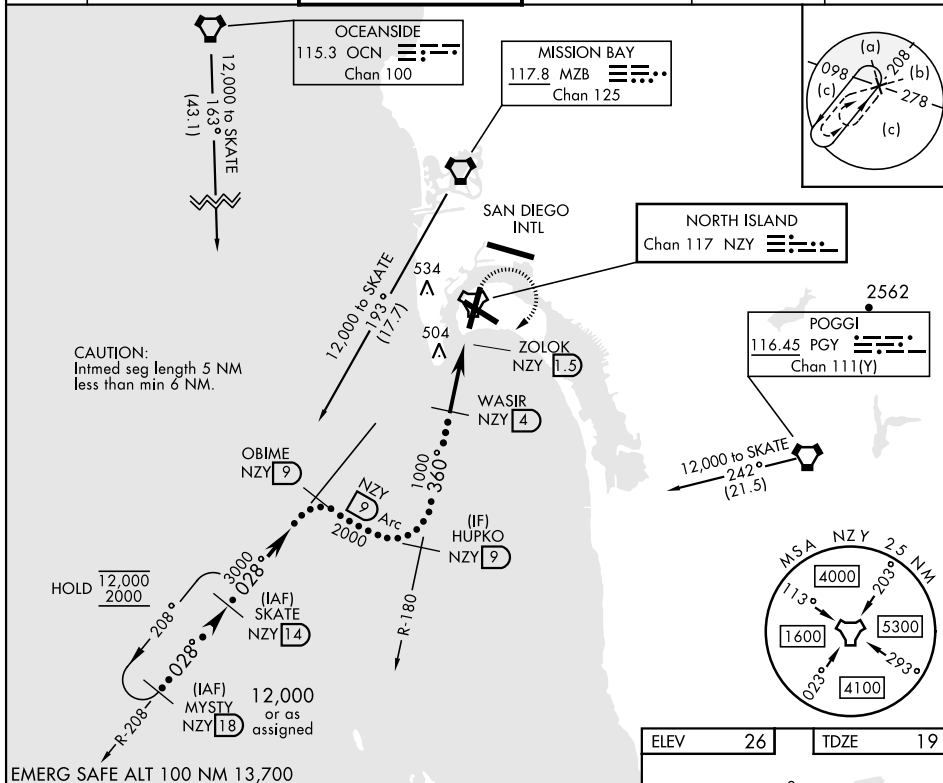 OCEANSIDE
115.3 OCN
Chan 100
12,000 to SKATE
163°
(43.1)
MISSION BAY
117.8 MZB
Chan 125
(a)
208
098
(b)
(c)
278
(c)
SAN DIEGO
INTL
NORTH ISLAND
Chan 117 NZY
12,000 to SKATE
193°
(17.7)
534
504
2562
POGGI
116.45 PGY
Chan 111(Y)
CAUTION:
Intmed seg length 5 NM
less than min 6 NM.
ZOLOK
NZY 1.5
WASIR
NZY 4
12,000 to SKATE
242°
(21.5)
OBIME
NZY 9
NZY
9 Arc
2000
1000
360°
(IF)
HUPKO
NZY 9
R-180
HOLD 12,000
2000
3000
028°
208°
028°
(IAF)
SKATE
NZY 14
(IAF)
MYSTY
NZY 18
12,000
or as
assigned
R-208
MSA NZY 25 NM
4000
113°
203°
1600
5300
023°
293°
4100
ELEV 26
TDZE 19
EMERG SAFE ALT 100 NM 13,700